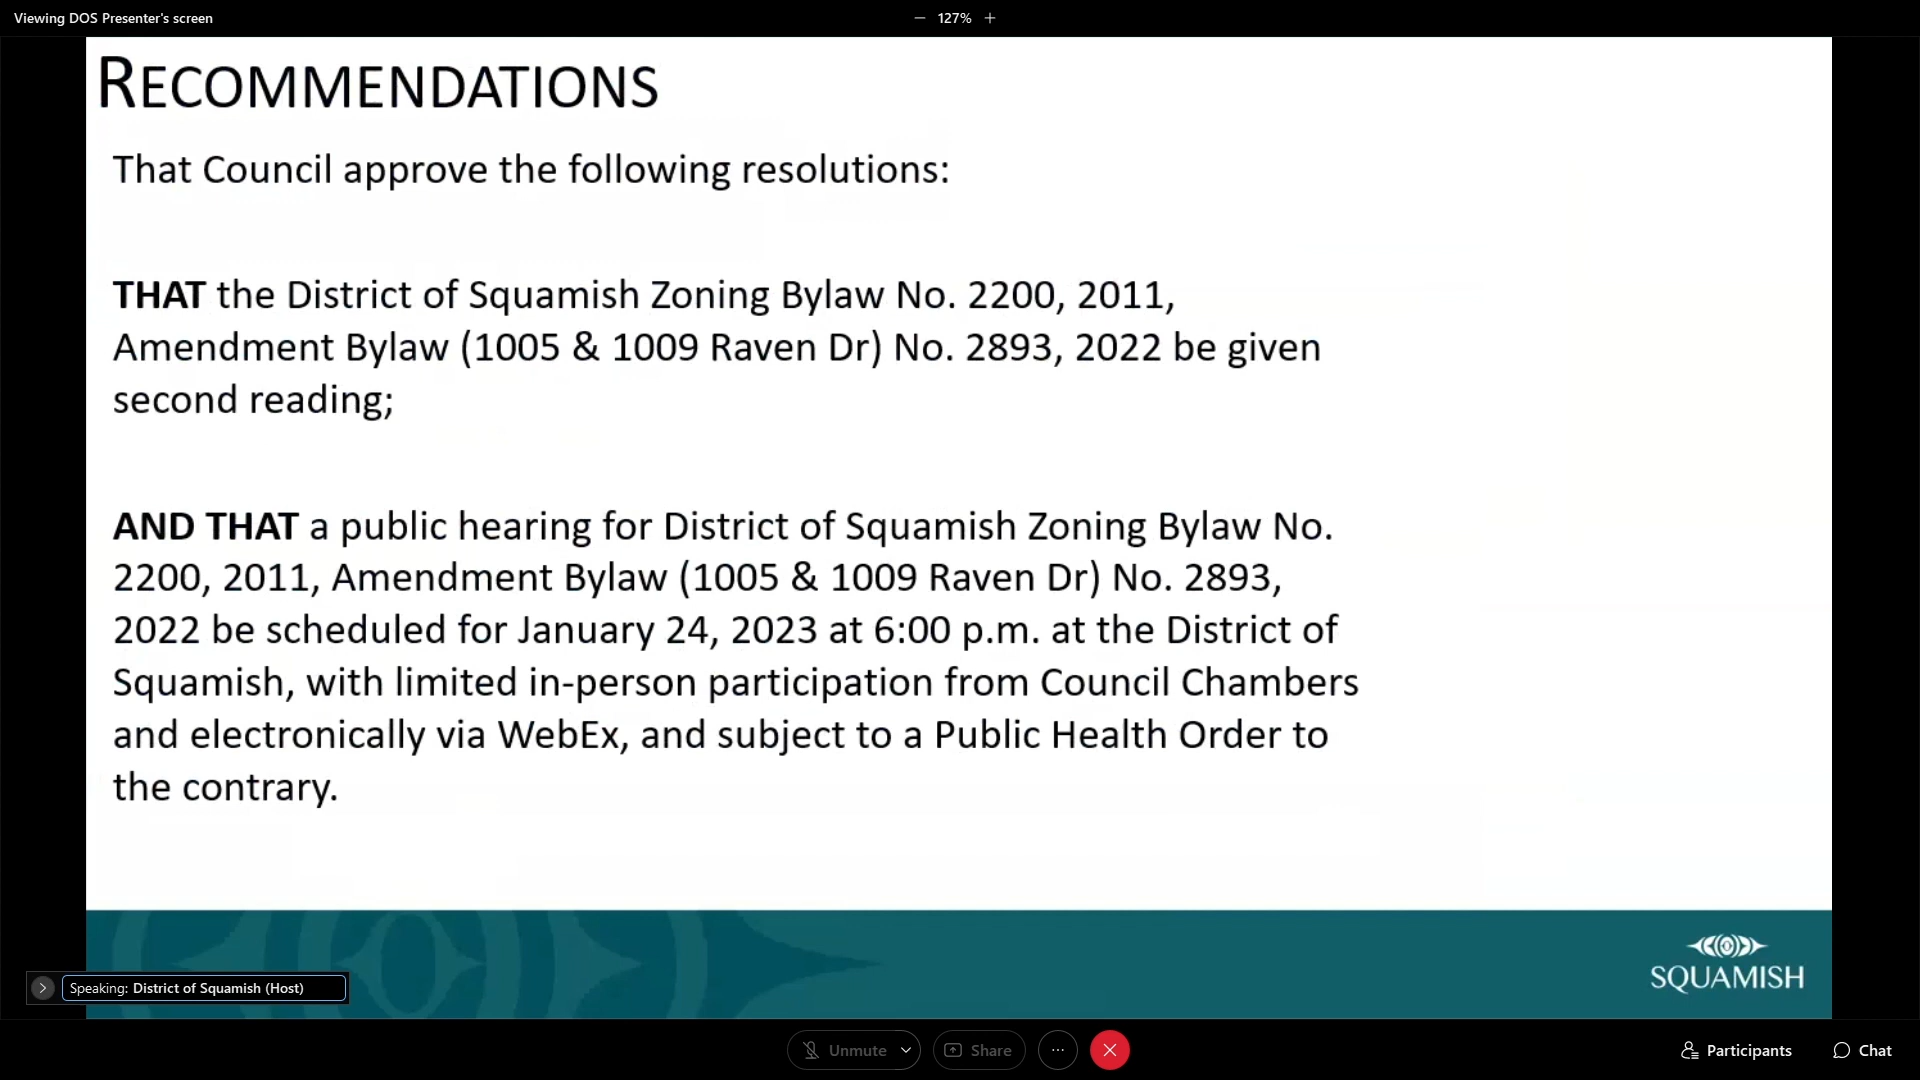 Viewing DOS Presenter's screen
127%
RECOMMENDATIONS
That Council approve the following resolutions:
THAT the District of Squamish Zoning Bylaw No. 2200, 2011,
Amendment Bylaw (1005 & 1009 Raven Dr) No. 2893, 2022 be given
second reading;
AND THAT a public hearing for District of Squamish Zoning Bylaw No.
2200, 2011, Amendment Bylaw (1005 & 1009 Raven Dr) No. 2893,
2022 be scheduled for January 24, 2023 at 6:00 p.m. at the District of
Squamish, with limited in-person participation from Council Chambers
and electronically via WebEx, and subject to a Public Health Order to
the contrary.
SQUAMISH
Speaking: District of Squamish (Host)
Unmute
Share
Participants
Chat